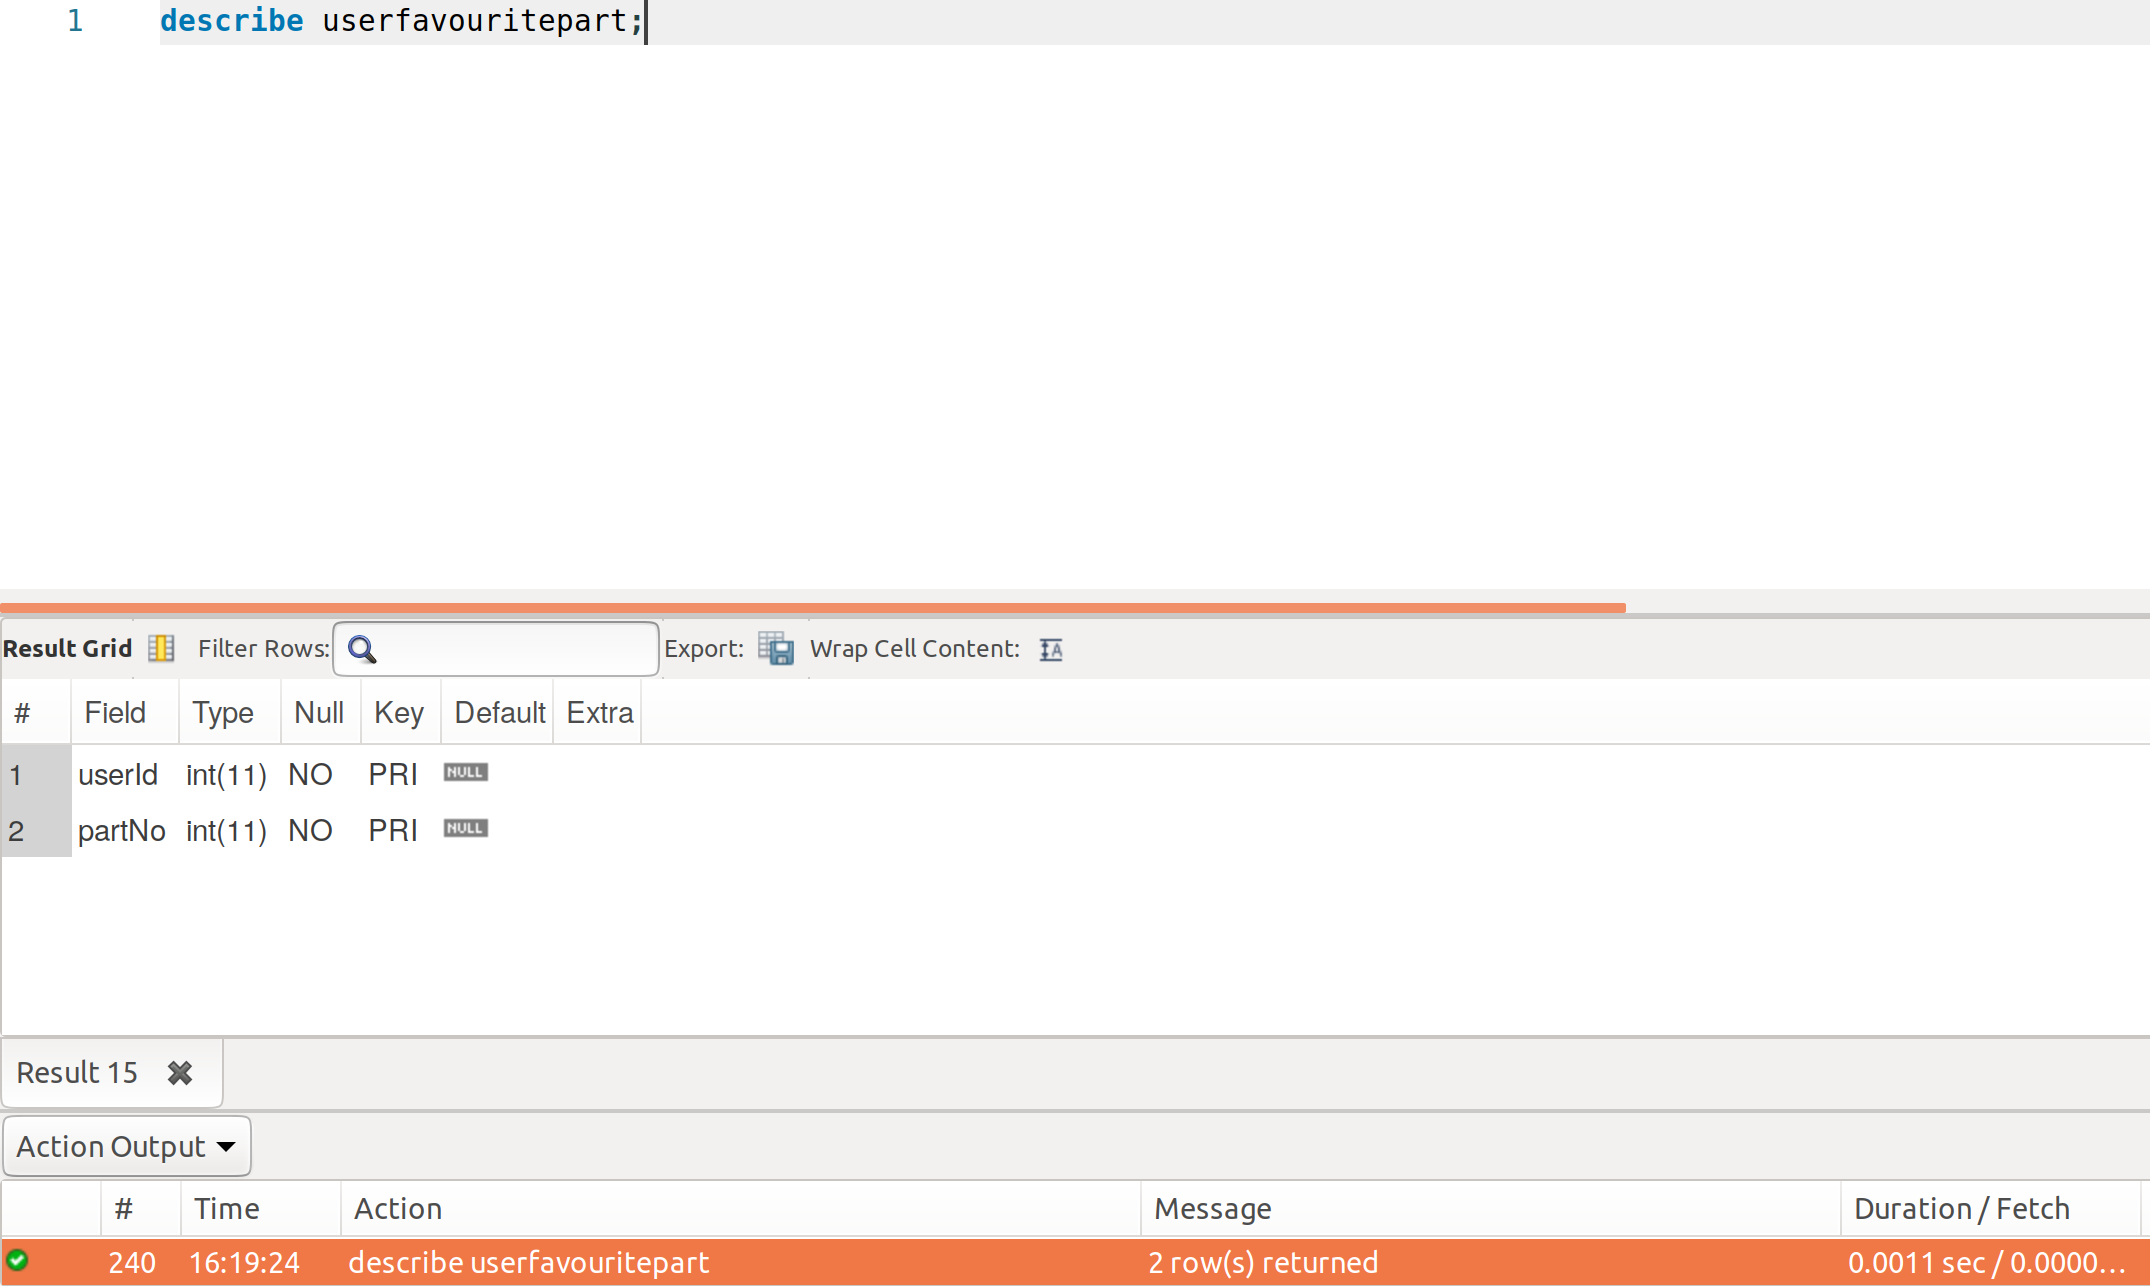 1 describe userfavouritepart;
Result Grid Filter Rows: Export: Wrap Cell Content:
# Field Type Null Key Default Extra
1 userId int(11) NO PRI NULL
2 partNo int(11) NO PRI NULL
Result 15
Action Output
# Time Action Message Duration / Fetch
240 16:19:24 describe userfavouritepart 2 row(s) returned 0.0011 sec / 0.0000...